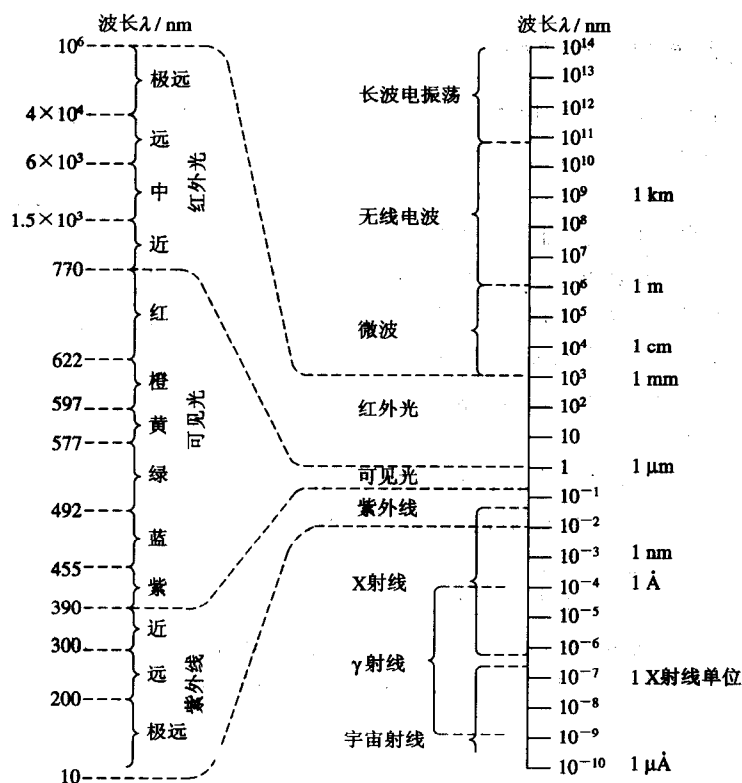 波长λ/nm
10⁶
极远
4×10⁴
远
6×10³
中
1.5×10³
近
770
红外光
红
622
橙
597
黄
577
绿
492
蓝
455
紫
390
可见光
近
300
远
200
极远
10
紫外线
波长λ/nm
长波电振荡
无线电波
微波
红外光
可见光
紫外线
X射线
γ射线
宇宙射线
10¹⁴
10¹³
10¹²
10¹¹
10¹⁰
10⁹ 1 km
10⁸
10⁷
10⁶ 1 m
10⁵
10⁴ 1 cm
10³ 1 mm
10²
10
1 1 μm
10⁻¹
10⁻²
10⁻³ 1 nm
10⁻⁴ 1 Å
10⁻⁵
10⁻⁶
10⁻⁷ 1 X射线单位
10⁻⁸
10⁻⁹
10⁻¹⁰ 1 μÅ